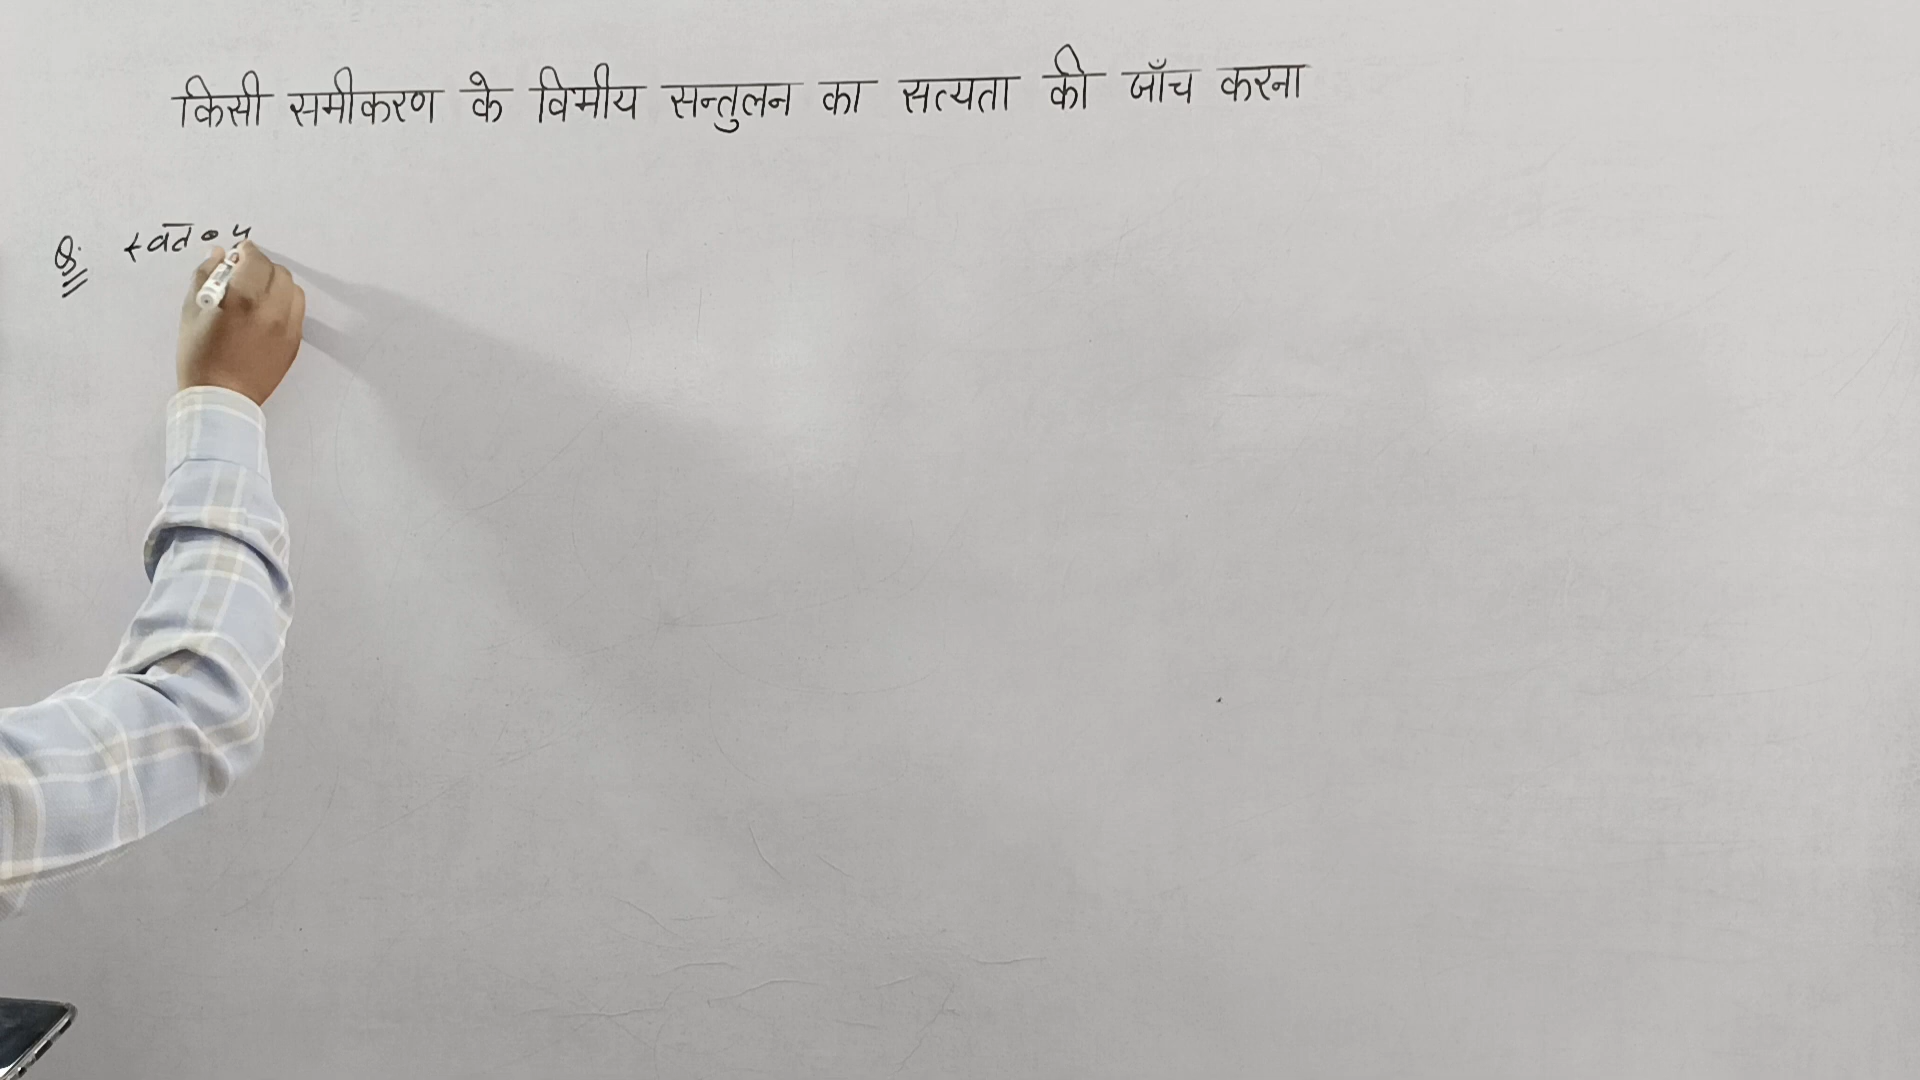 किसी समीकरण के विमीय सन्तुलन का सत्यता की जाँच करना
Q.